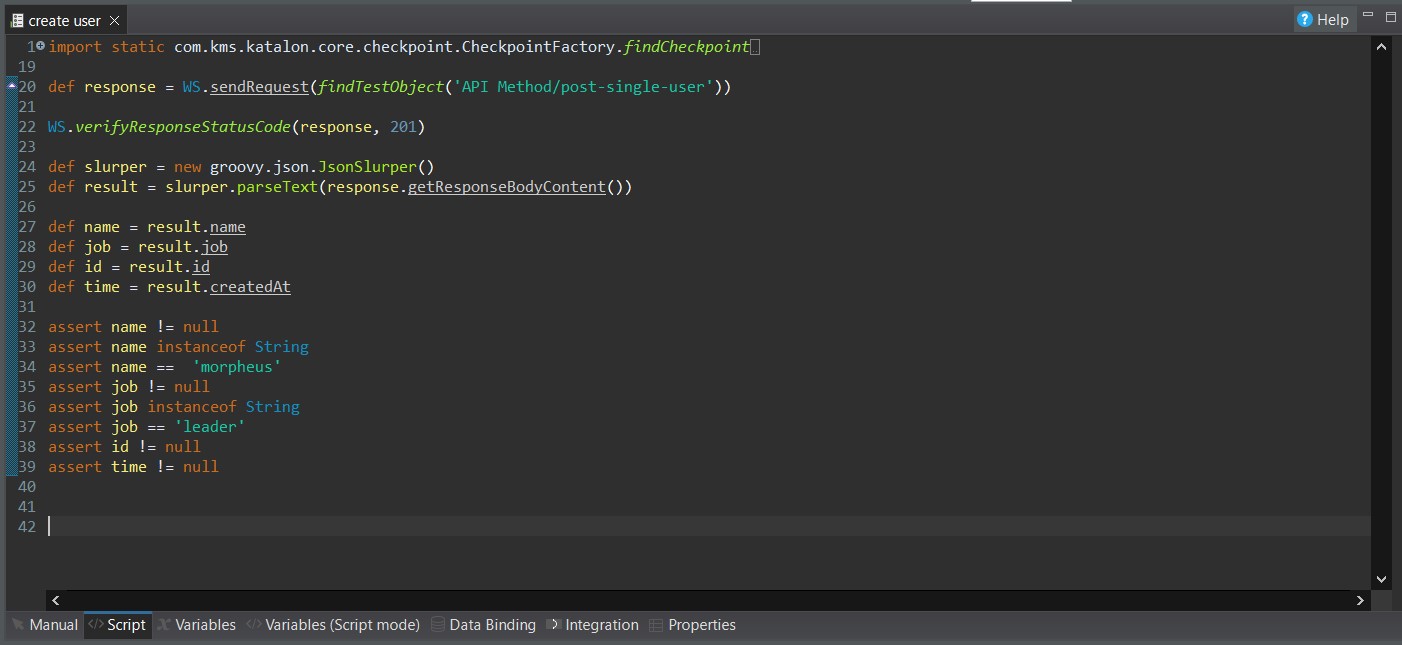 create user
Help
1 import static com.kms.katalon.core.checkpoint.CheckpointFactory.findCheckpoint
19
20 def response = WS.sendRequest(findTestObject('API Method/post-single-user'))
21
22 WS.verifyResponseStatusCode(response, 201)
23
24 def slurper = new groovy.json.JsonSlurper()
25 def result = slurper.parseText(response.getResponseBodyContent())
26
27 def name = result.name
28 def job = result.job
29 def id = result.id
30 def time = result.createdAt
31
32 assert name != null
33 assert name instanceof String
34 assert name ==  'morpheus'
35 assert job != null
36 assert job instanceof String
37 assert job == 'leader'
38 assert id != null
39 assert time != null
40
41
42
Manual Script Variables Variables (Script mode) Data Binding Integration Properties